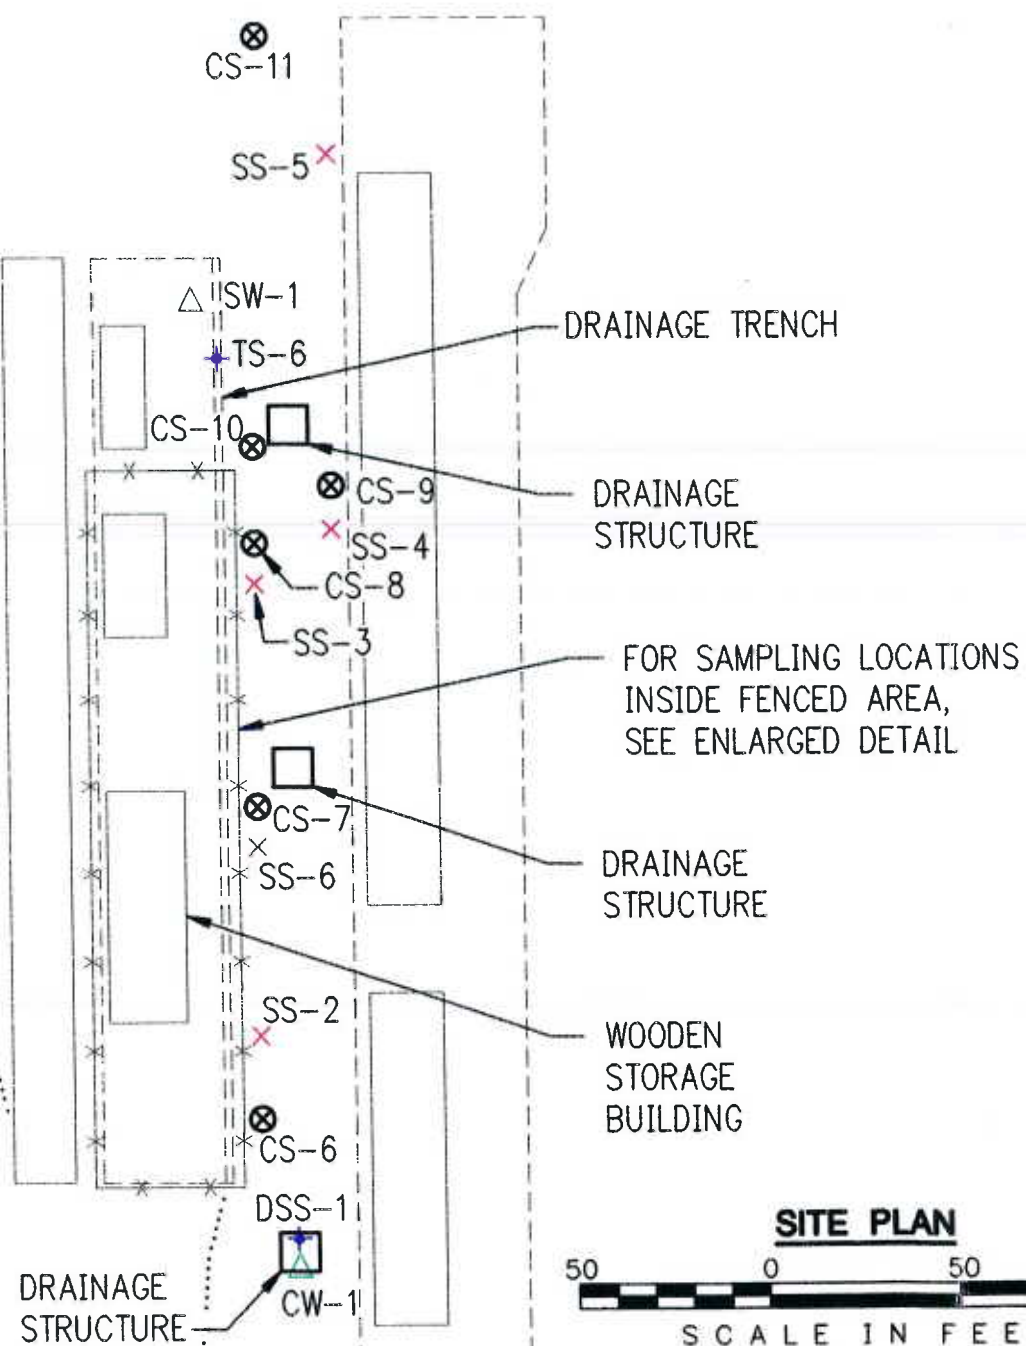 CS-11
SS-5
SW-1
DRAINAGE TRENCH
TS-6
CS-10
CS-9
DRAINAGE
STRUCTURE
SS-4
CS-8
SS-3
FOR SAMPLING LOCATIONS
INSIDE FENCED AREA,
SEE ENLARGED DETAIL
CS-7
SS-6
DRAINAGE
STRUCTURE
SS-2
WOODEN
STORAGE
BUILDING
CS-6
DSS-1
CW-1
DRAINAGE
STRUCTURE
SITE PLAN
50 0 50
SCALE IN FEE